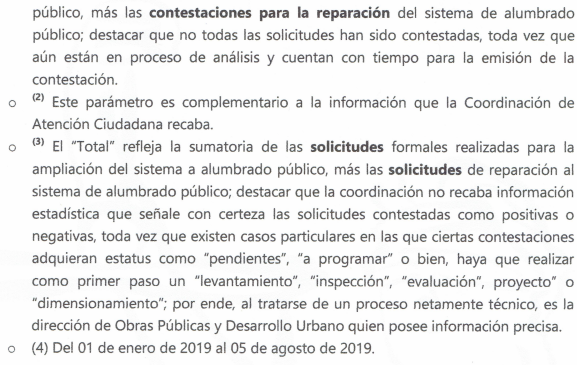 público, más las contestaciones para la reparación del sistema de alumbrado
público; destacar que no todas las solicitudes han sido contestadas, toda vez que
aún están en proceso de análisis y cuentan con tiempo para la emisión de la
contestación.
o (2) Este parámetro es complementario a la información que la Coordinación de
Atención Ciudadana recaba.
o (3) El “Total” refleja la sumatoria de las solicitudes formales realizadas para la
ampliación del sistema a alumbrado público, más las solicitudes de reparación al
sistema de alumbrado público; destacar que la coordinación no recaba información
estadística que señale con certeza las solicitudes contestadas como positivas o
negativas, toda vez que existen casos particulares en las que ciertas contestaciones
adquieran estatus como “pendientes”, “a programar” o bien, haya que realizar
como primer paso un “levantamiento”, “inspección”, “evaluación”, proyecto” o
“dimensionamiento”; por ende, al tratarse de un proceso netamente técnico, es la
dirección de Obras Públicas y Desarrollo Urbano quien posee información precisa.
o (4) Del 01 de enero de 2019 al 05 de agosto de 2019.